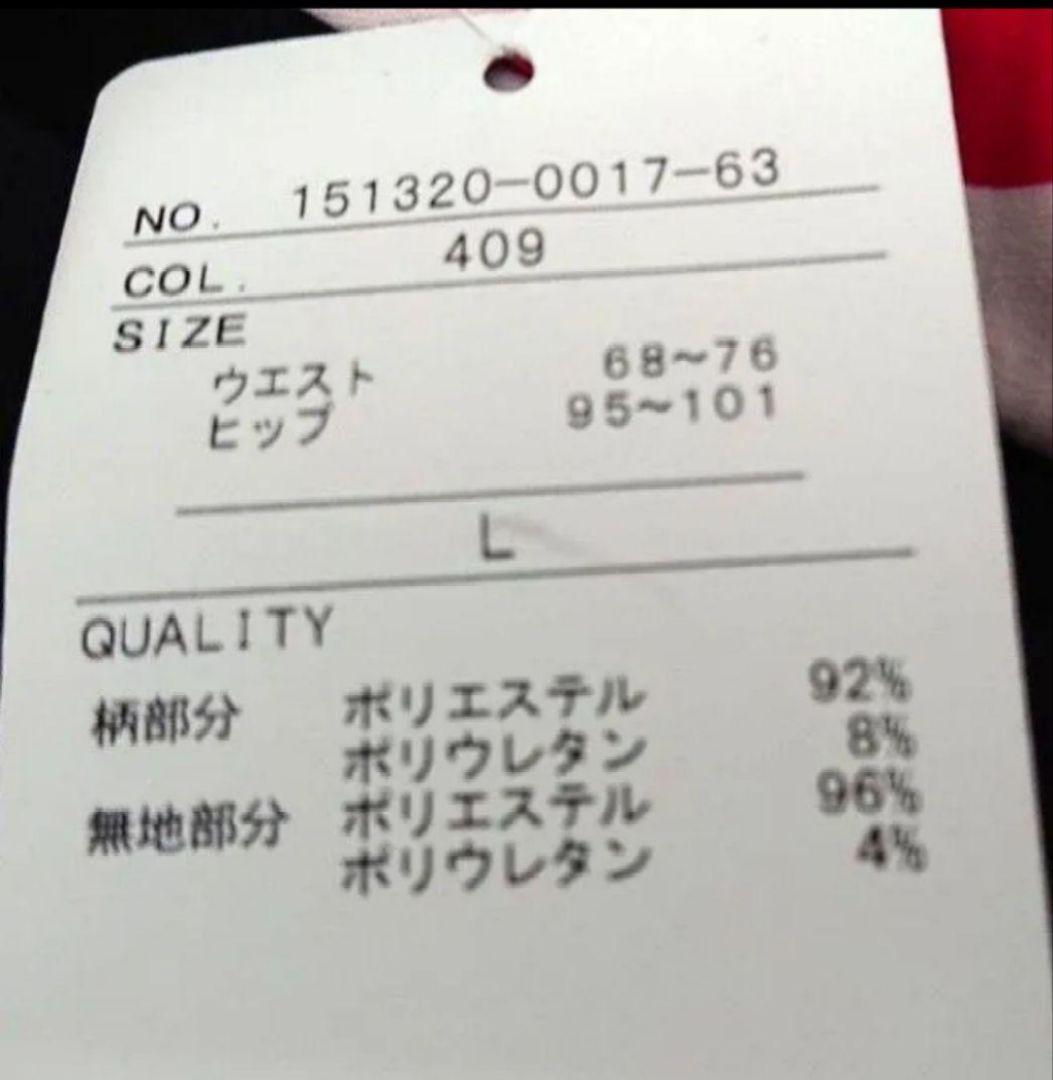 NO. 151320-0017-63
COL. 409
SIZE
ウエスト 68~76
ヒップ 95~101
L
QUALITY
柄部分 ポリエステル 92%
ポリウレタン 8%
無地部分 ポリエステル 96%
ポリウレタン 4%